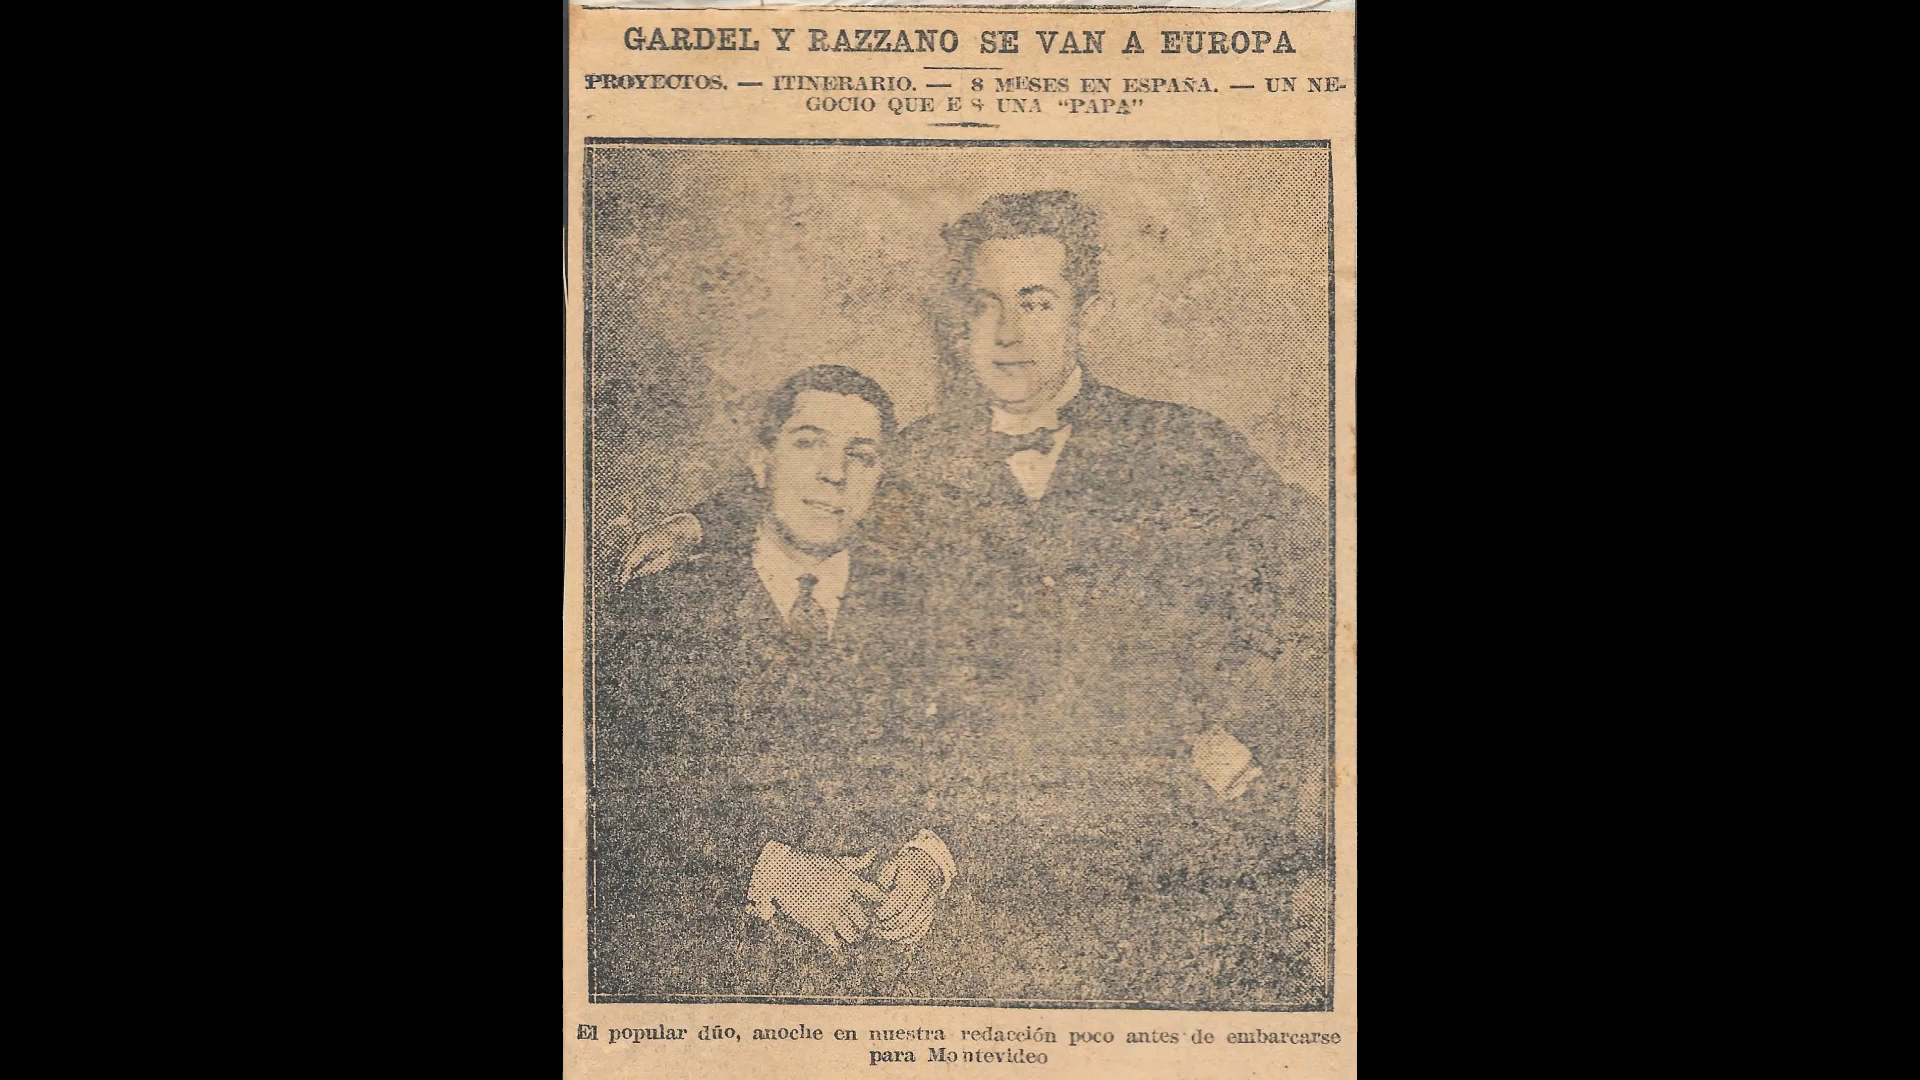 GARDEL Y RAZZANO SE VAN A EUROPA
PROYECTOS. — ITINERARIO. — 8 MESES EN ESPAÑA. — UN NE-
GOCIO QUE ES UNA “PAPA”
El popular dúo, anoche en nuestra redacción poco antes de embarcarse
para Montevideo